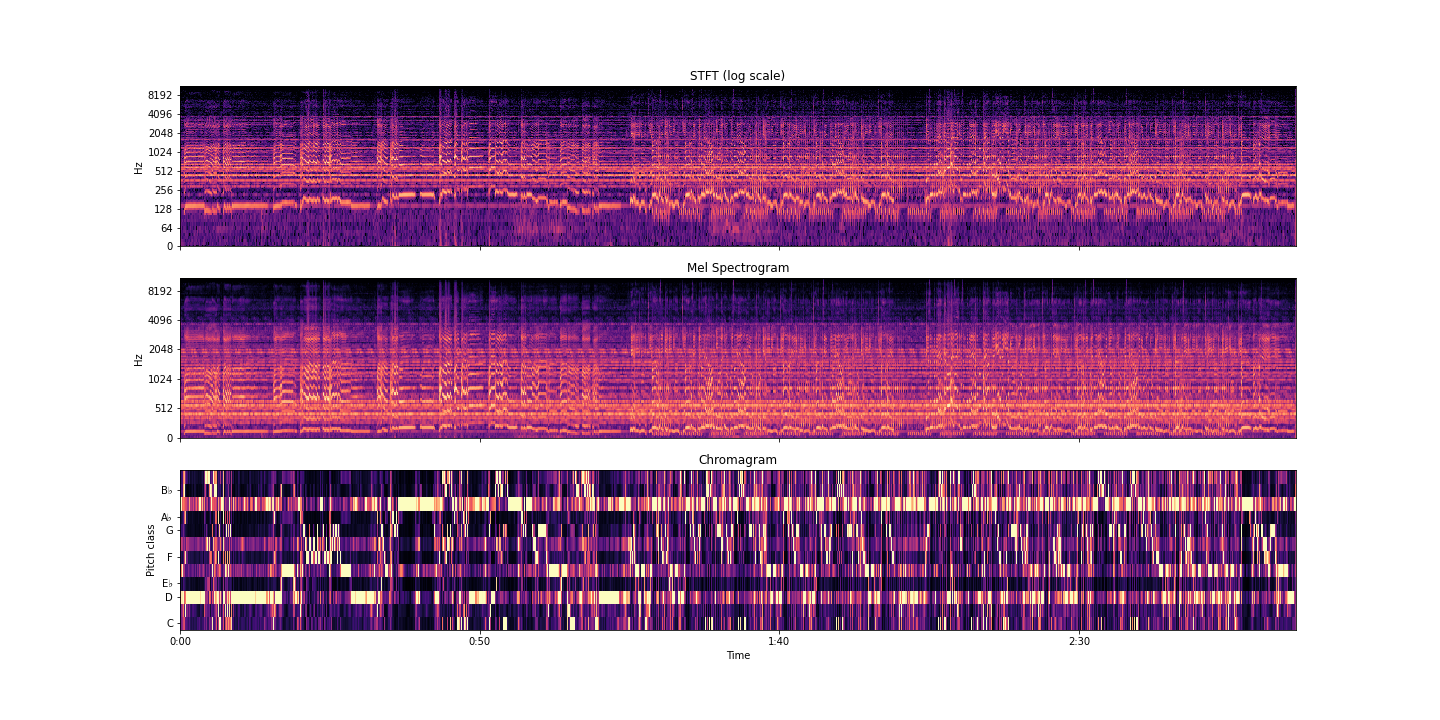 STFT (log scale)
8192
4096
2048
1024
512
256
128
64
0
Hz
Mel Spectrogram
8192
4096
2048
1024
512
0
Hz
Chromagram
B♭
A♭
G
F
E♭
D
C
Pitch class
0:00
0:50
1:40
2:30
Time